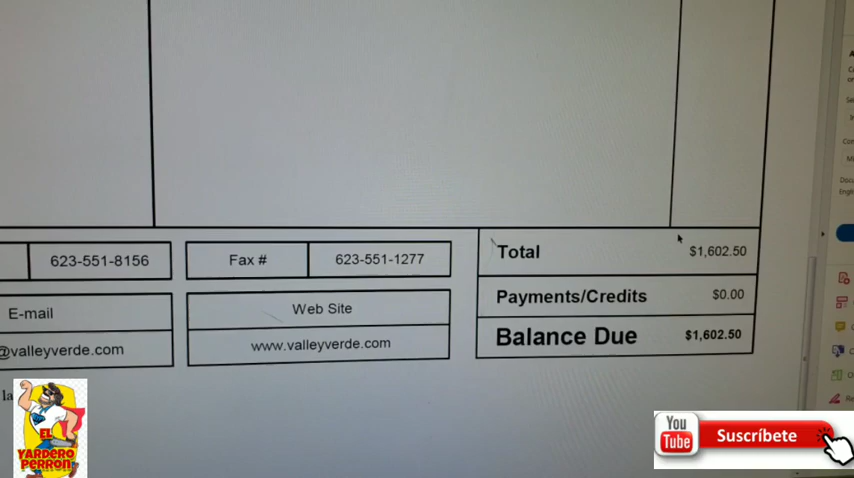 Total $1,602.50
623-551-8156 Fax # 623-551-1277
Payments/Credits $0.00
E-mail Web Site
Balance Due $1,602.50
@valleyverde.com www.valleyverde.com
la
EL
YARDERO
PERRON
You
Tube
Suscríbete